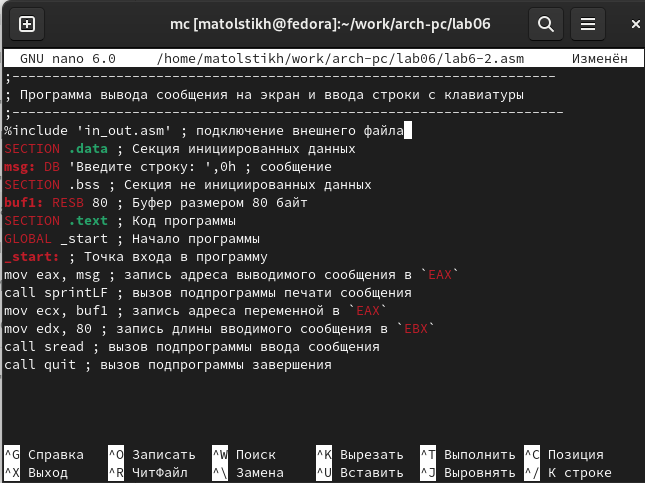 mc [matolstikh@fedora]:~/work/arch-pc/lab06
GNU nano 6.0 /home/matolstikh/work/arch-pc/lab06/lab6-2.asm Изменён
;--------------------------------------------------------------------
; Программа вывода сообщения на экран и ввода строки с клавиатуры
;---------------------------------------------------------------------
%include 'in_out.asm' ; подключение внешнего файла
SECTION .data ; Секция инициированных данных
msg: DB 'Введите строку: ',0h ; сообщение
SECTION .bss ; Секция не инициированных данных
buf1: RESB 80 ; Буфер размером 80 байт
SECTION .text ; Код программы
GLOBAL _start ; Начало программы
_start: ; Точка входа в программу
mov eax, msg ; запись адреса выводимого сообщения в `EAX`
call sprintLF ; вызов подпрограммы печати сообщения
mov ecx, buf1 ; запись адреса переменной в `EAX`
mov edx, 80 ; запись длины вводимого сообщения в `EBX`
call sread ; вызов подпрограммы ввода сообщения
call quit ; вызов подпрограммы завершения
^G Справка ^O Записать ^W Поиск ^K Вырезать ^T Выполнить ^C Позиция
^X Выход ^R ЧитФайл ^\ Замена ^U Вставить ^J Выровнять ^/ К строке